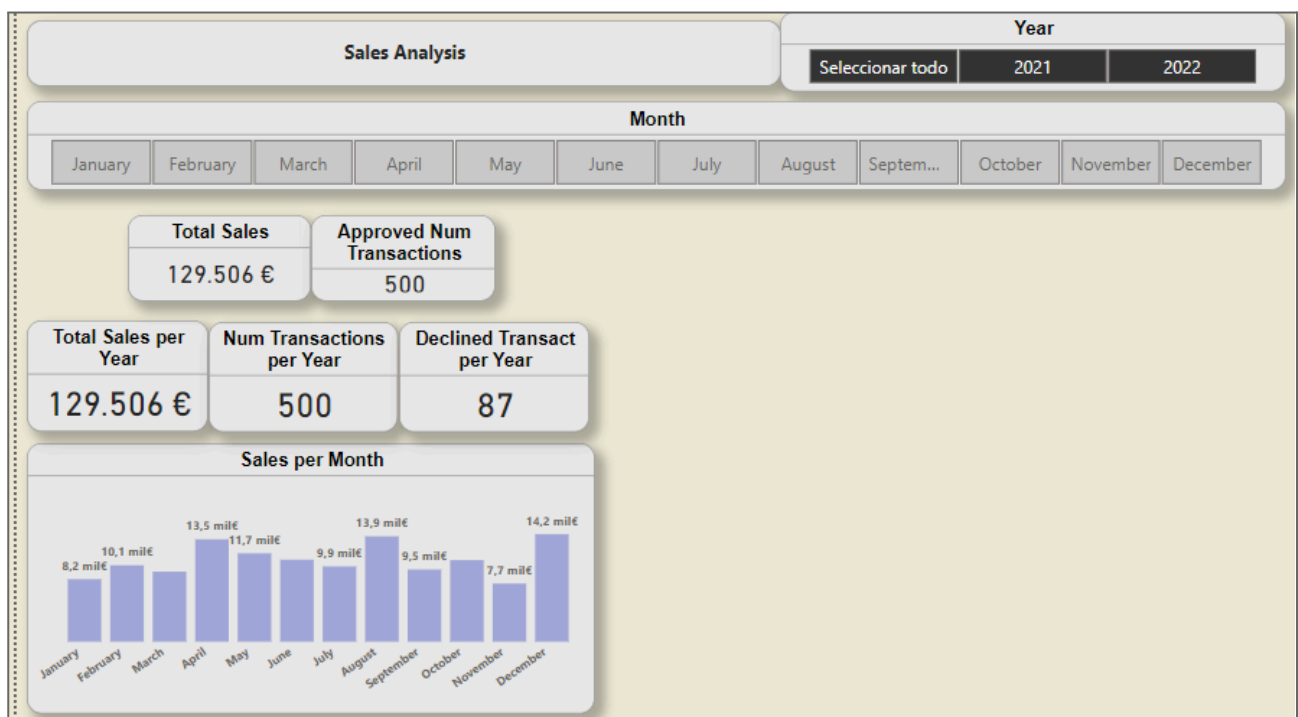 Sales Analysis
Year
Seleccionar todo 2021 2022
Month
January February March April May June July August Septem... October November December
Total Sales
129.506 €
Approved Num
Transactions
500
Total Sales per
Year
129.506 €
Num Transactions
per Year
500
Declined Transact
per Year
87
Sales per Month
8,2 mil€
10,1 mil€
13,5 mil€
11,7 mil€
9,9 mil€
13,9 mil€
9,5 mil€
7,7 mil€
14,2 mil€
January
February
March
April
May
June
July
August
September
October
November
December